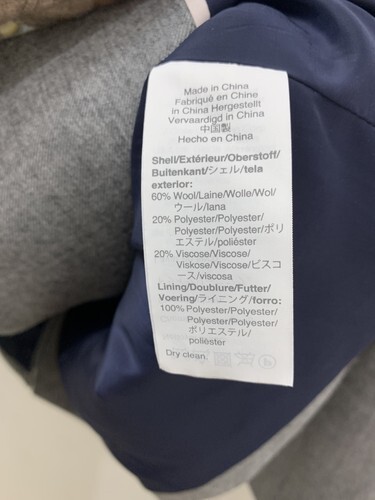 Made in China
Fabriqué en Chine
in China Hergestellt
Vervaardigd in China
中国製
Hecho en China
Shell/Extérieur/Oberstoff/
Buitenkant/シェル/tela
exterior:
60% Wool/Laine/Wolle/Wol/
ウール/lana
20% Polyester/Polyester/
Polyester/Polyester/ポリ
エステル/poliéster
20% Viscose/Viscose/
Viskose/Viscose/ビスコ
ース/viscosa
Lining/Doublure/Futter/
Voering/ライニング/forro:
100% Polyester/Polyester/
Polyester/Polyester/
ポリエステル/
polièster
Dry clean.